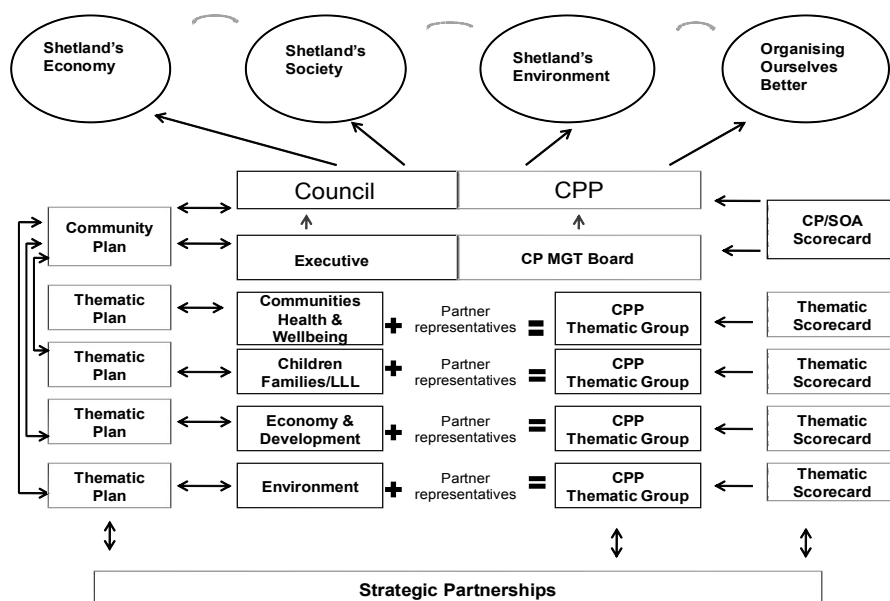 Shetland's
Economy
Shetland's
Society
Shetland's
Environment
Organising
Ourselves
Better
Council
CPP
Community
Plan
CP/SOA
Scorecard
Executive
CP MGT Board
Thematic
Plan
Communities
Health &
Wellbeing
+
Partner
representatives
=
CPP
Thematic Group
Thematic
Scorecard
Thematic
Plan
Children
Families/LLL
+
Partner
representatives
=
CPP
Thematic Group
Thematic
Scorecard
Thematic
Plan
Economy &
Development
+
Partner
representatives
=
CPP
Thematic Group
Thematic
Scorecard
Thematic
Plan
Environment
+
Partner
representatives
=
CPP
Thematic Group
Thematic
Scorecard
Strategic Partnerships